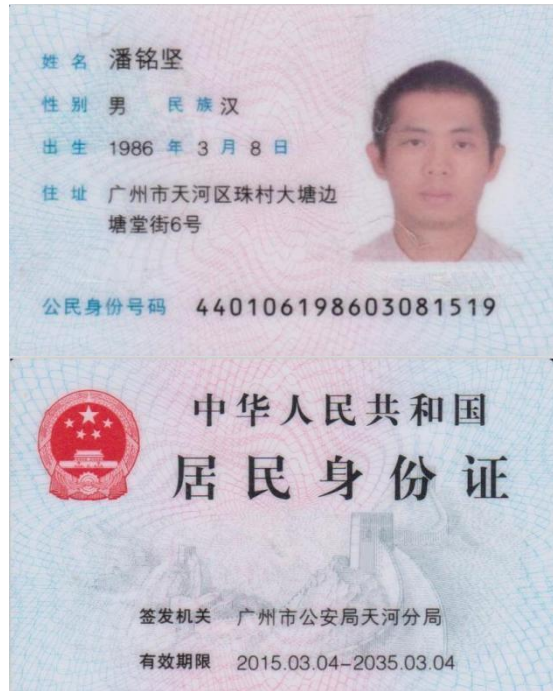 姓名 潘铭坚
性别 男 民族 汉
出生 1986 年 3 月 8 日
住址 广州市天河区珠村大塘边
塘堂街6号
公民身份号码 440106198603081519
中华人民共和国
居民身份证
签发机关 广州市公安局天河分局
有效期限 2015.03.04-2035.03.04